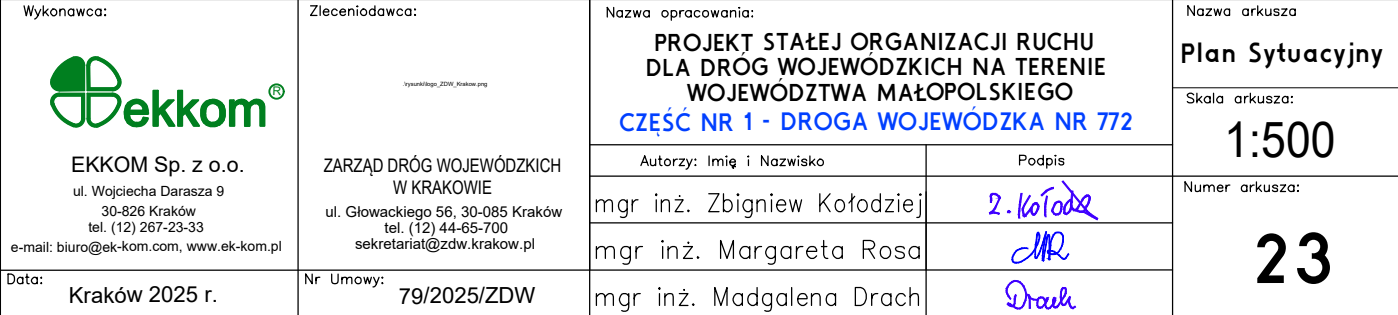 Wykonawca:
ekkom®
EKKOM Sp. z o.o.
ul. Wojciecha Darasza 9
30-826 Kraków
tel. (12) 267-23-33
e-mail: biuro@ek-kom.com, www.ek-kom.pl
Data:
Kraków 2025 r.
Zleceniodawca:
.\rysunki\logo_ZDW_Krakow.png
ZARZĄD DRÓG WOJEWÓDZKICH
W KRAKOWIE
ul. Głowackiego 56, 30-085 Kraków
tel. (12) 44-65-700
sekretariat@zdw.krakow.pl
Nr Umowy:
79/2025/ZDW
Nazwa opracowania:
PROJEKT STAŁEJ ORGANIZACJI RUCHU
DLA DRÓG WOJEWÓDZKICH NA TERENIE
WOJEWÓDZTWA MAŁOPOLSKIEGO
CZĘŚĆ NR 1 - DROGA WOJEWÓDZKA NR 772
Autorzy: Imię i Nazwisko
Podpis
mgr inż. Zbigniew Kołodziej
Z. Kołodz
mgr inż. Margareta Rosa
MR
mgr inż. Madgalena Drach
Drach
Nazwa arkusza
Plan Sytuacyjny
Skala arkusza:
1:500
Numer arkusza:
23